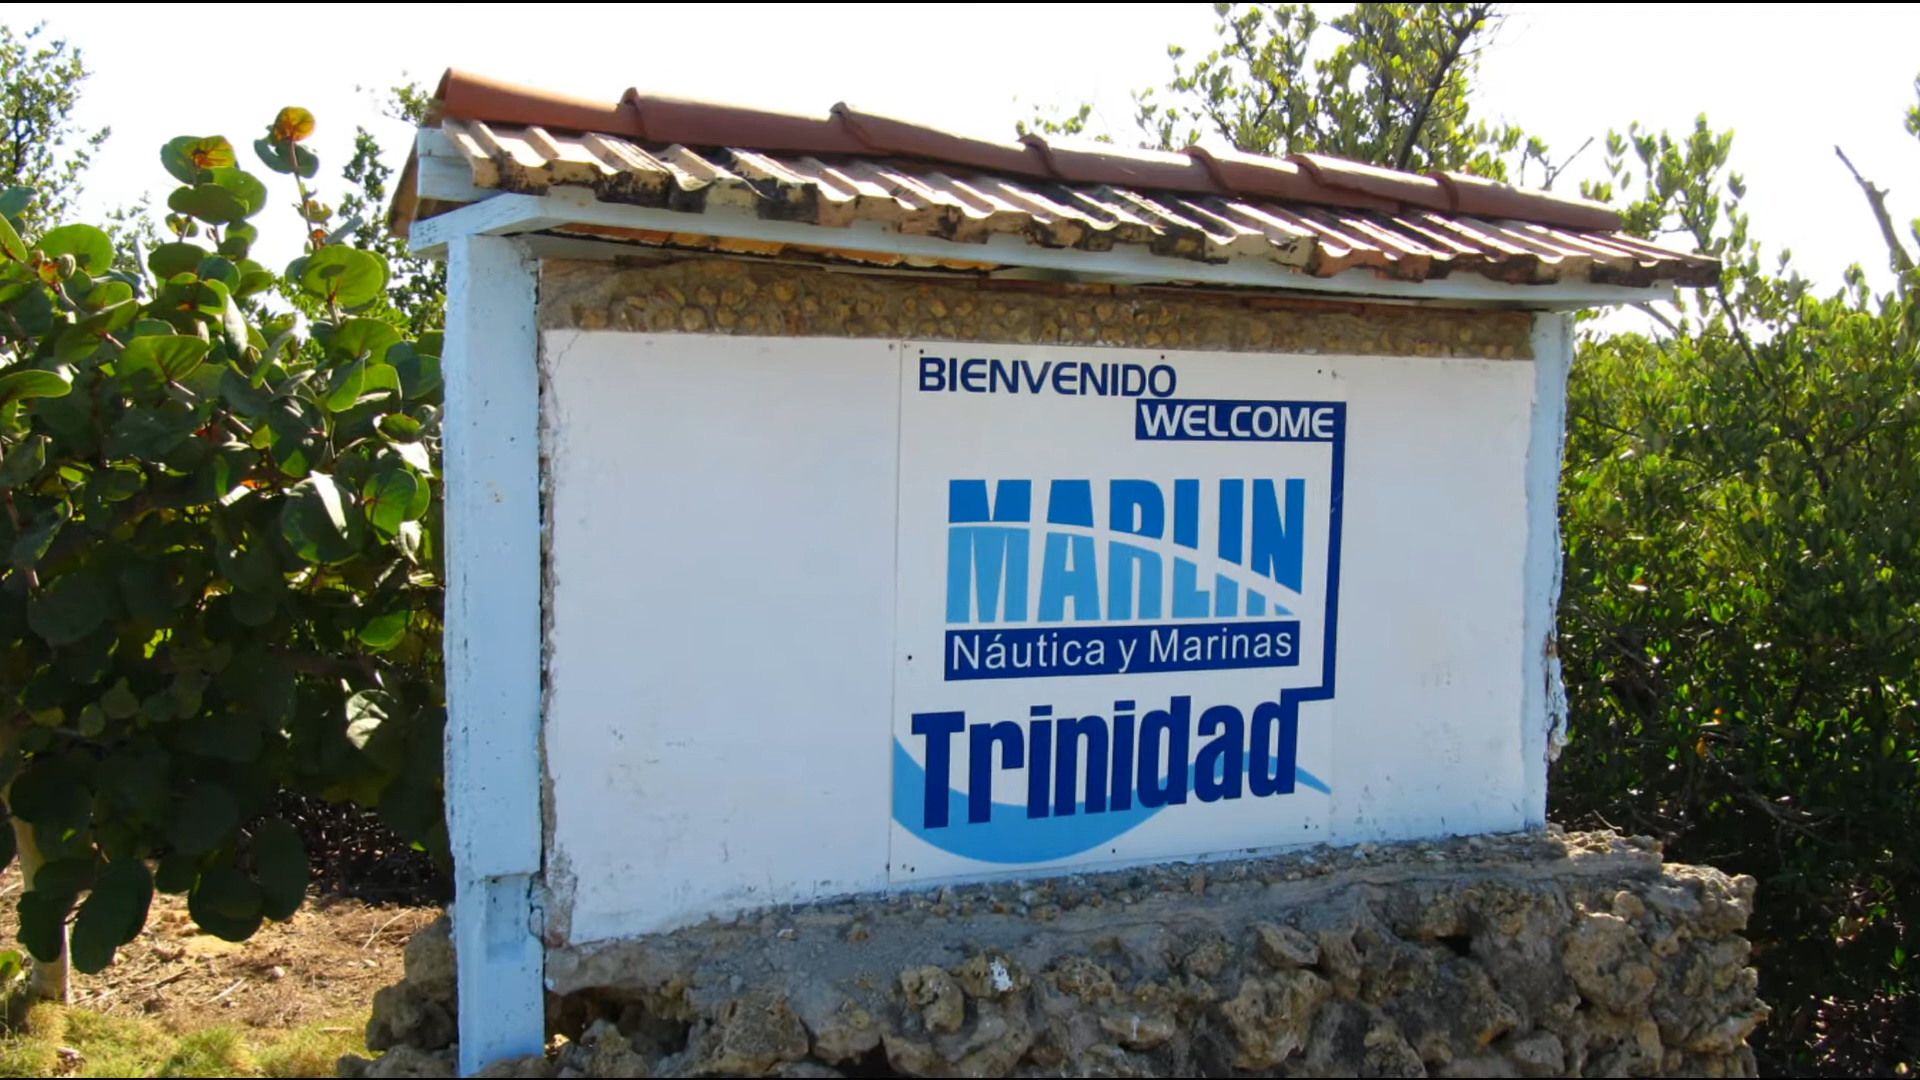 BIENVENIDO
WELCOME
MARLIN
Náutica y Marinas
Trinidad